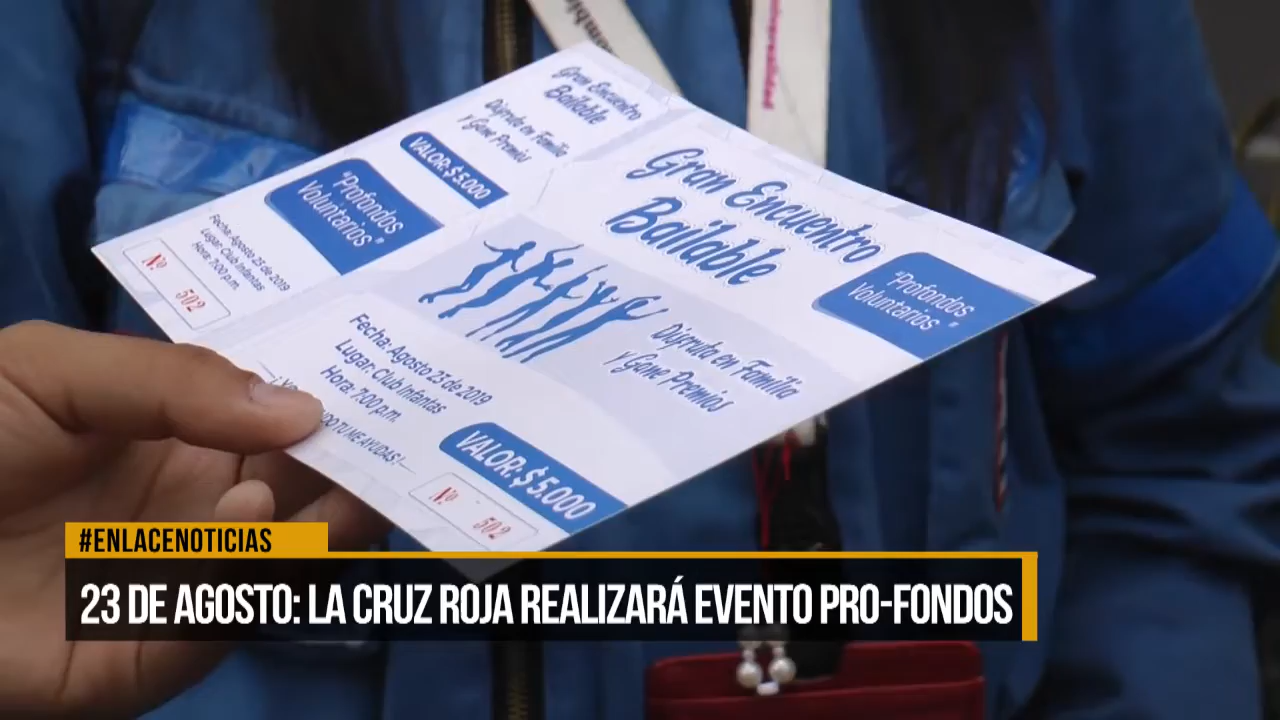 Gran Encuentro
Bailable
Disfruta en Familia
y Gane Premios
VALOR: $ 5.000
"Profondos
Voluntarios"
Fecha: Agosto 23 de 2019
Lugar: Club Infantas
Hora: 7:00 p.m.
Nº 502
Gran Encuentro
Bailable
"Profondos
Voluntarios"
Disfruta en Familia
y Gane Premios
Fecha: Agosto 23 de 2019
Lugar: Club Infantas
Hora: 7:00 p.m.
TU ME AYUDAS!
VALOR: $ 5.000
Nº 502
#ENLACENOTICIAS
23 DE AGOSTO: LA CRUZ ROJA REALIZARÁ EVENTO PRO-FONDOS